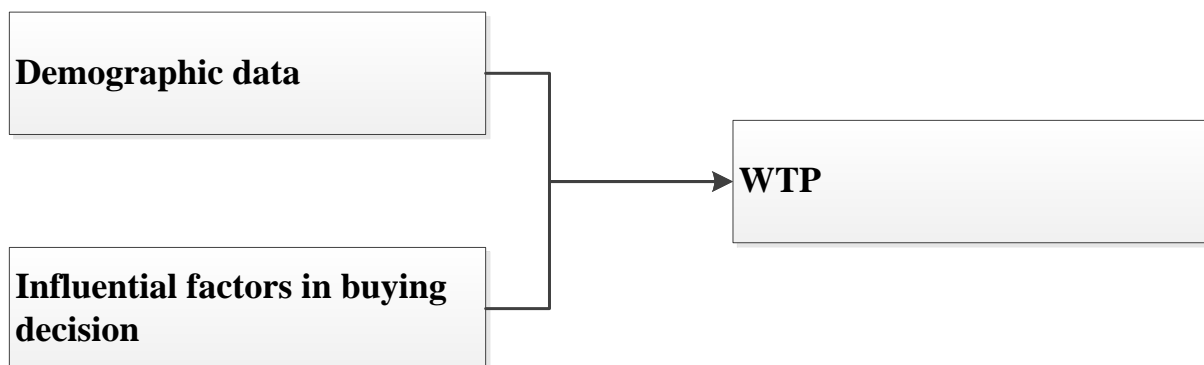 Demographic data
WTP
Influential factors in buying
decision